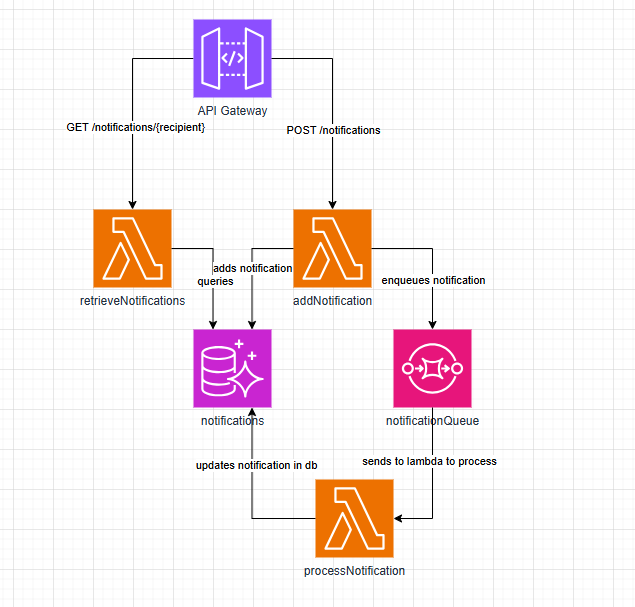 </>
API Gateway
GET /notifications/{recipient}
POST /notifications
retrieveNotifications
addNotification
adds notification
queries
enqueues notification
notifications
notificationQueue
updates notification in db
sends to lambda to process
processNotification